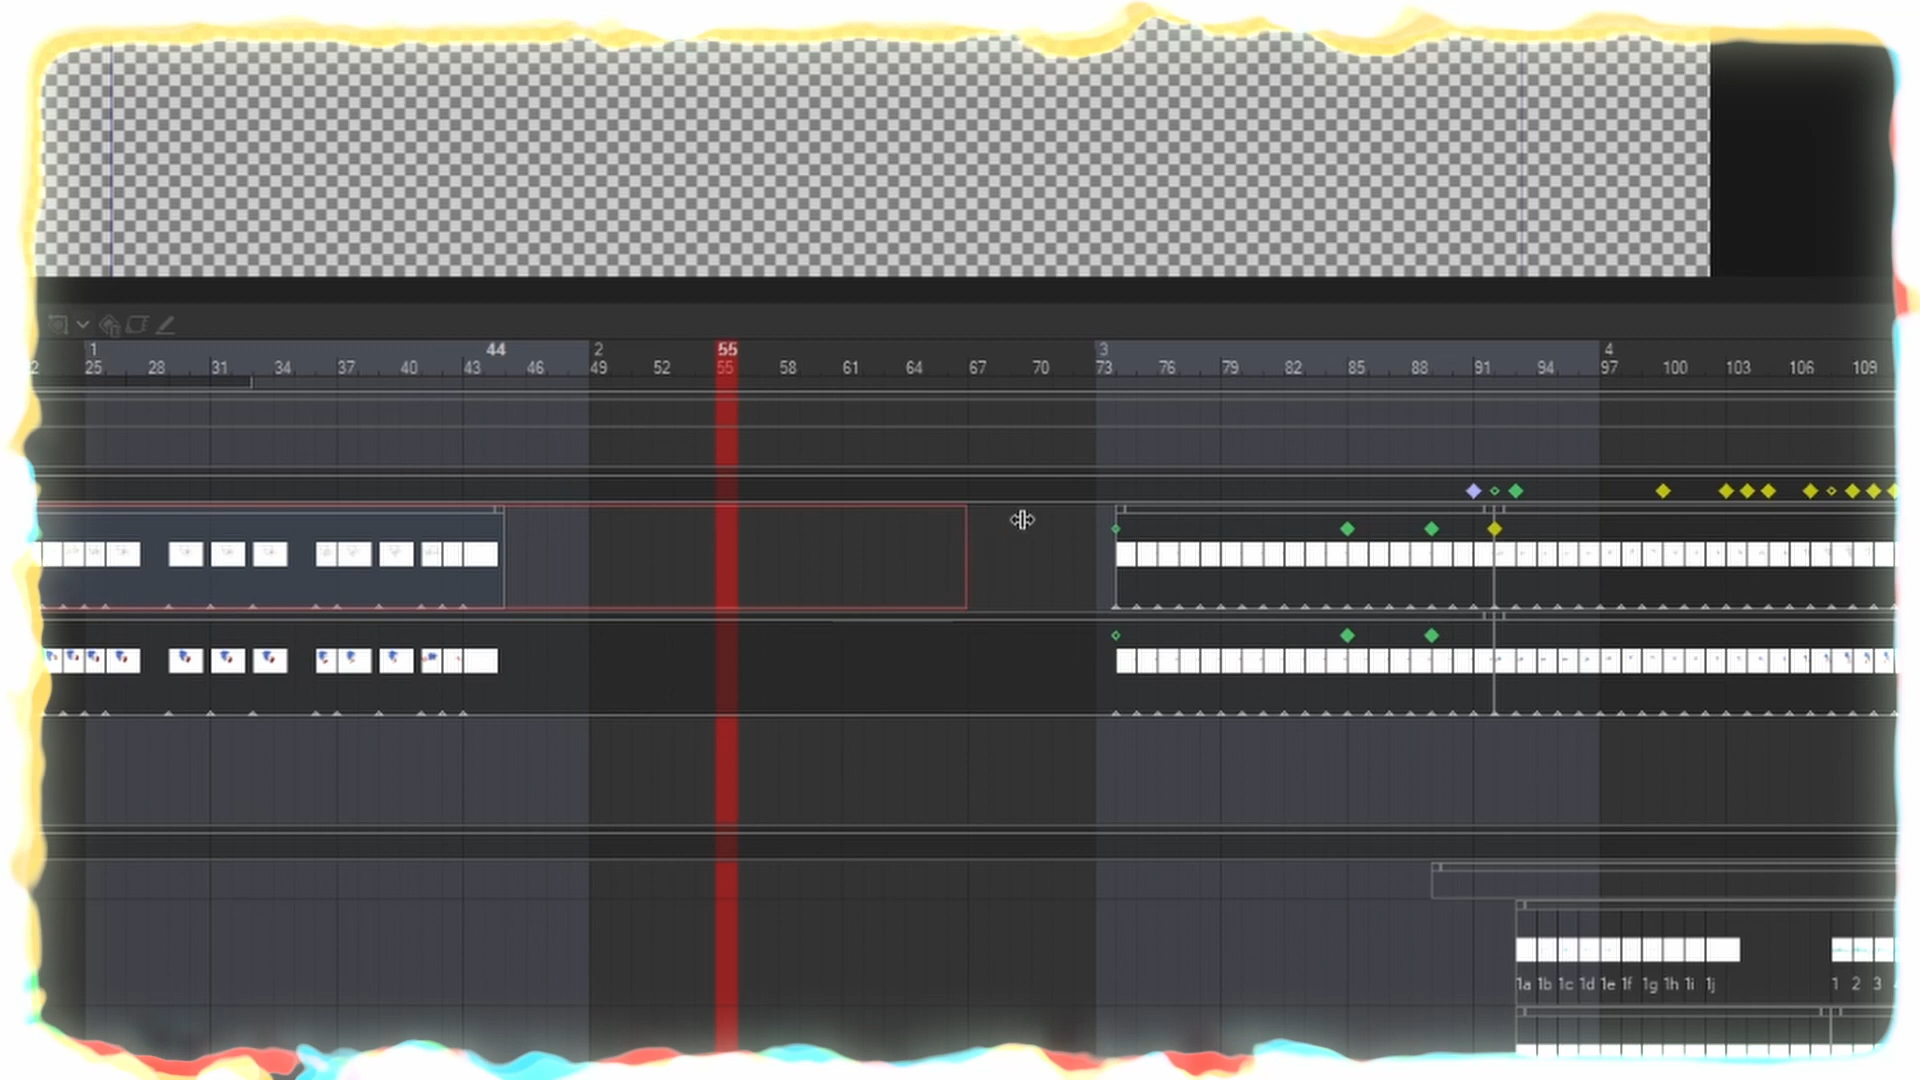 1 44 2 55 3 4
25 28 31 34 37 40 43 46 49 52 55 58 61 64 67 70 73 76 79 82 85 88 91 94 97 100 103 106 109
1a 1b 1c 1d 1e 1f 1g 1h 1i 1j 1 2 3